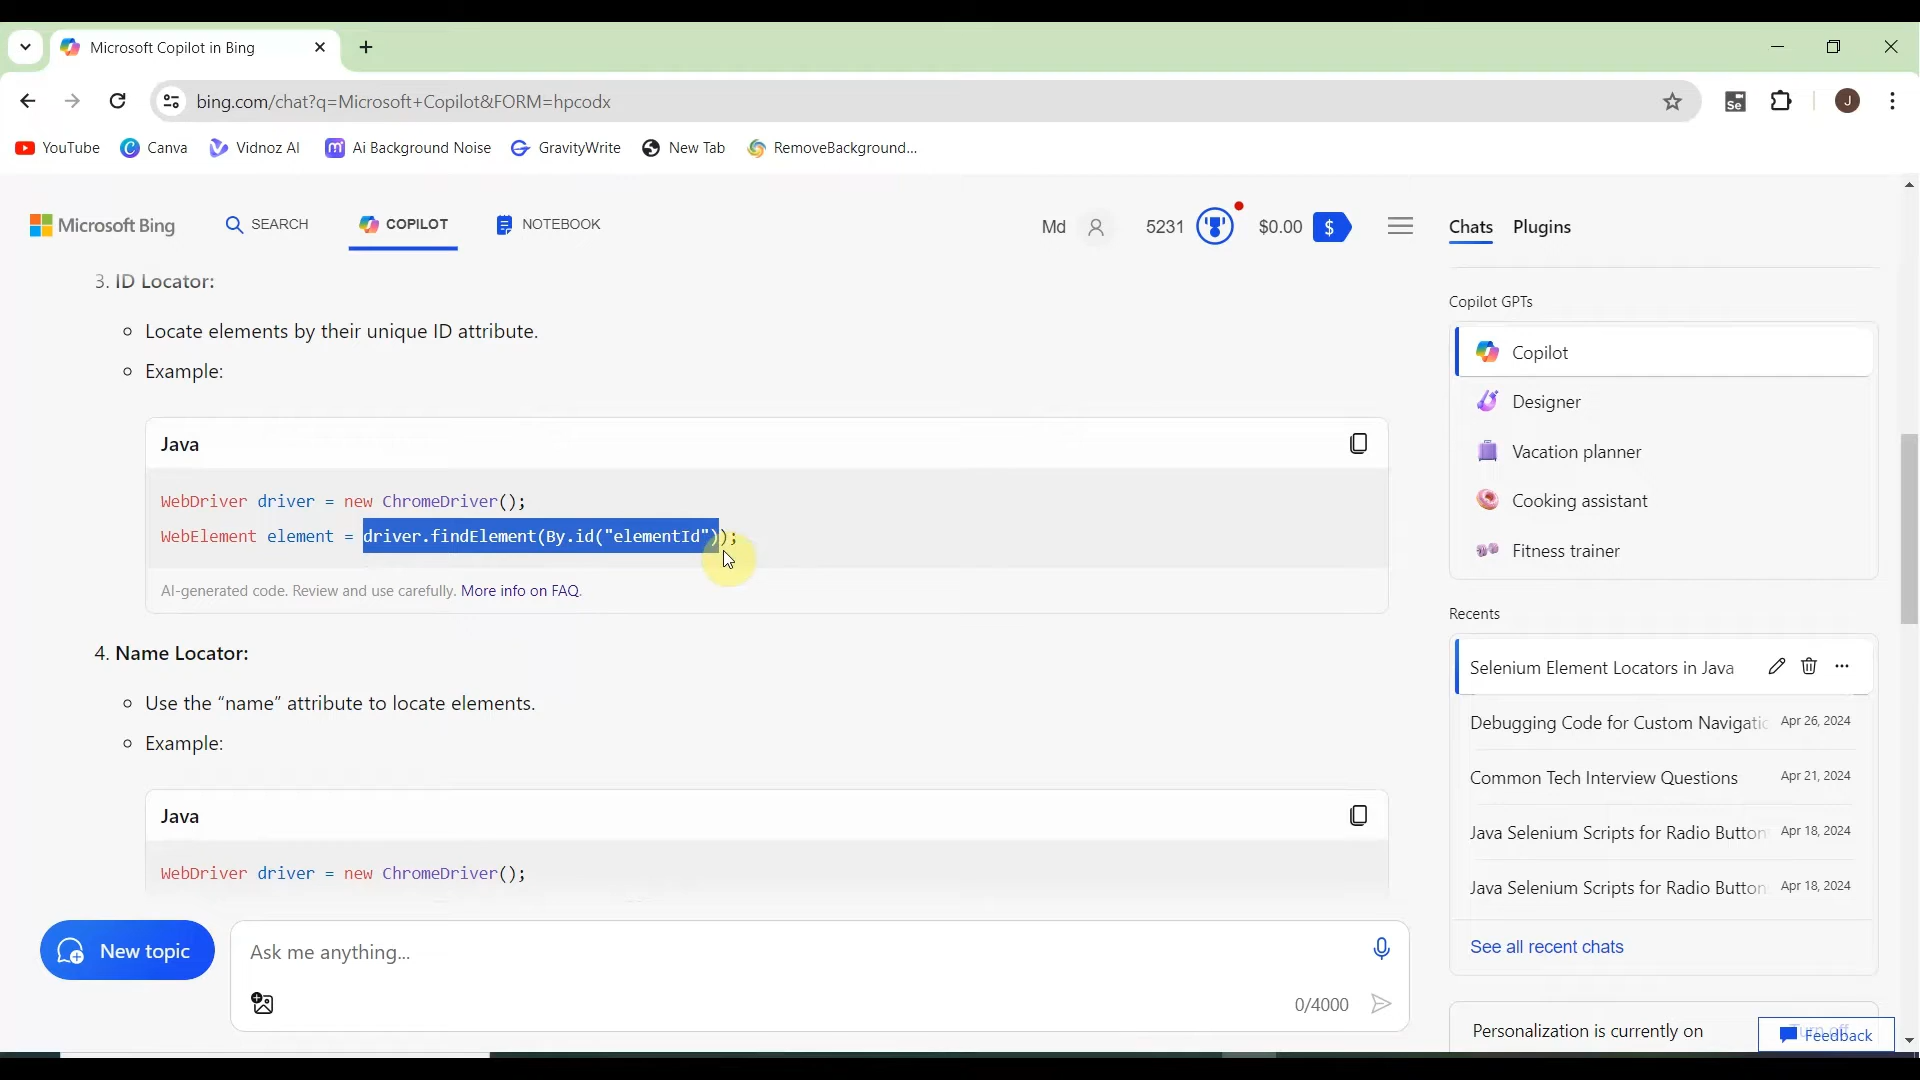 Microsoft Copilot in Bing
bing.com/chat?q=Microsoft+Copilot&FORM=hpcodx
Se
J
YouTube
Canva
Vidnoz AI
Ai Background Noise
GravityWrite
New Tab
RemoveBackground...
Microsoft Bing
SEARCH
COPILOT
NOTEBOOK
Md
5231
$0.00
$
Chats
Plugins
3. ID Locator:
Locate elements by their unique ID attribute.
Example:
Java
WebDriver driver = new ChromeDriver();
WebElement element = driver.findElement(By.id("elementId"));
AI-generated code. Review and use carefully. More info on FAQ.
4. Name Locator:
Use the “name” attribute to locate elements.
Example:
Java
WebDriver driver = new ChromeDriver();
New topic
Ask me anything...
0/4000
Copilot GPTs
Copilot
Designer
Vacation planner
Cooking assistant
Fitness trainer
Recents
Selenium Element Locators in Java
Debugging Code for Custom Navigatic Apr 26, 2024
Common Tech Interview Questions Apr 21, 2024
Java Selenium Scripts for Radio Button Apr 18, 2024
Java Selenium Scripts for Radio Button Apr 18, 2024
See all recent chats
Personalization is currently on
Feedback